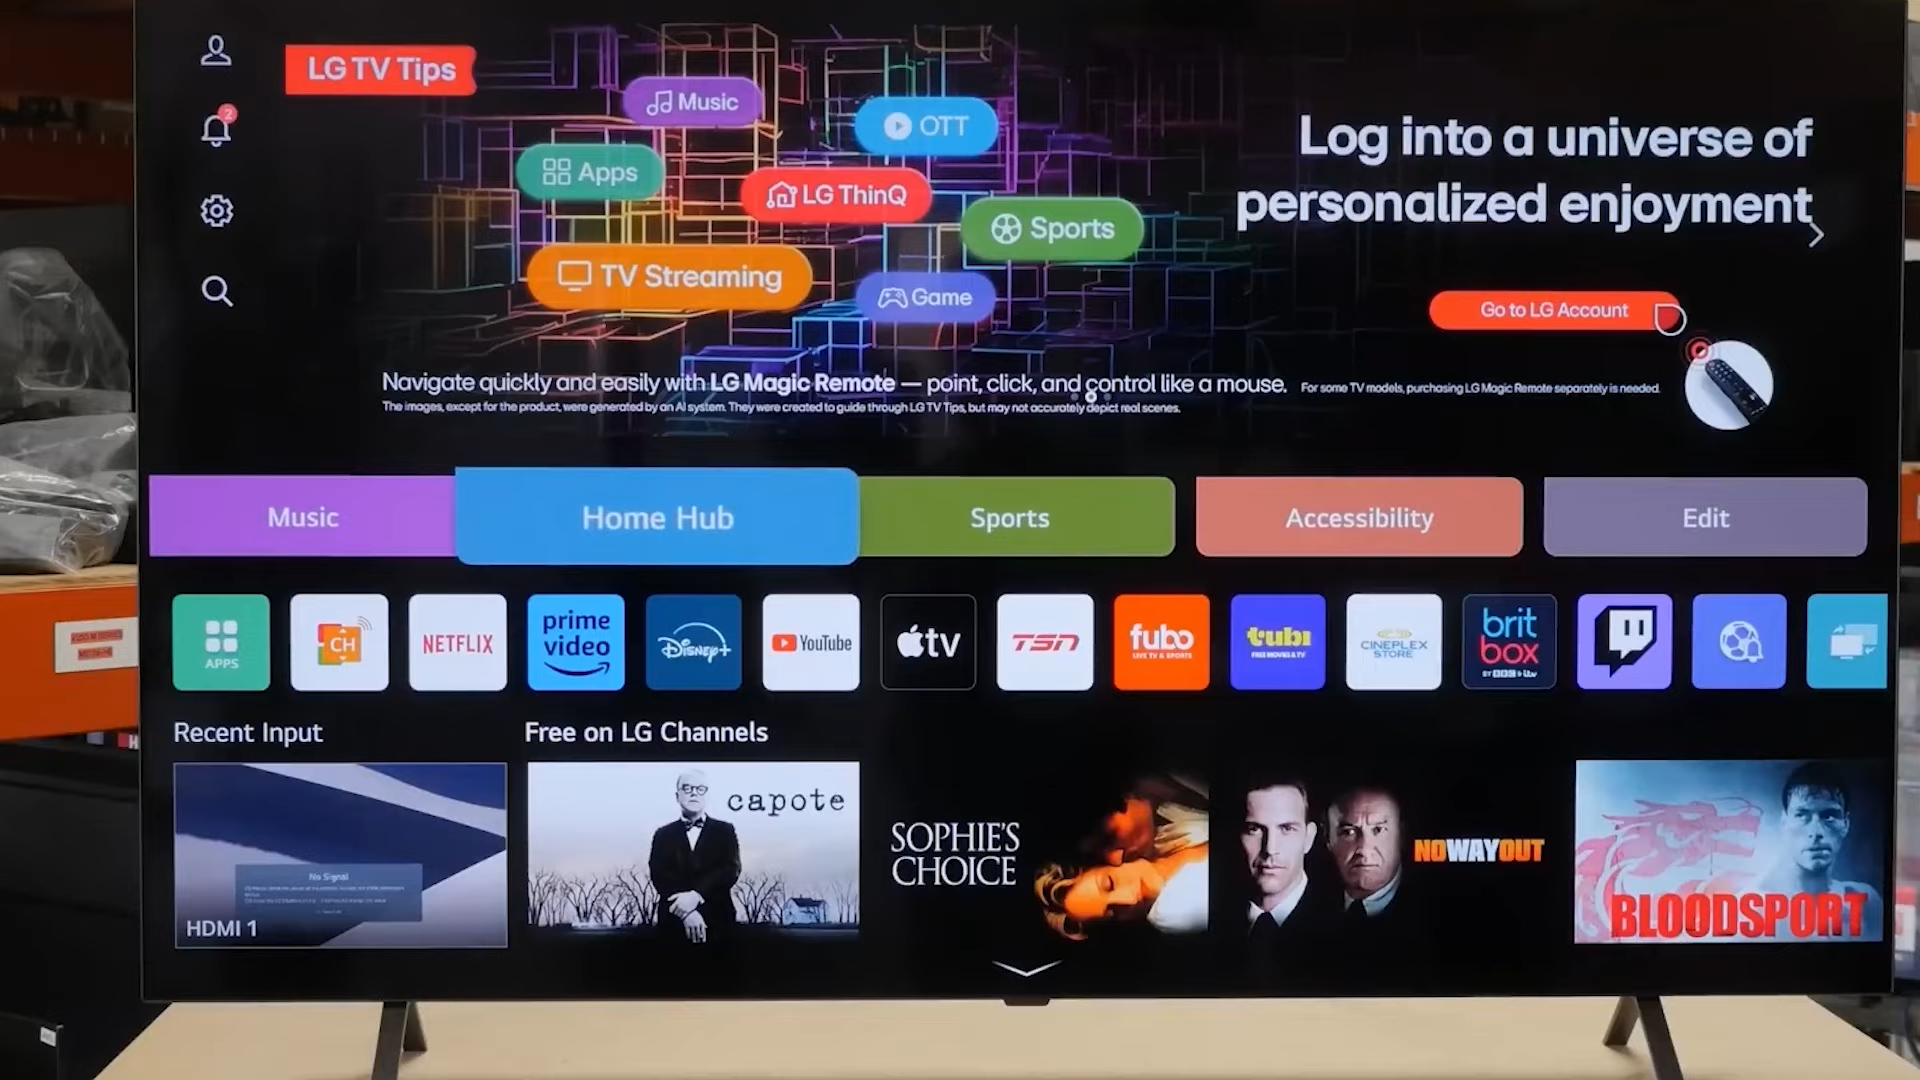 LG TV Tips
2
Music
OTT
Apps
LG ThinQ
Sports
TV Streaming
Game
Log into a universe of
personalized enjoyment
Go to LG Account
Navigate quickly and easily with LG Magic Remote — point, click, and control like a mouse. For some TV models, purchasing LG Magic Remote separately is needed.
The images, except for the product, were generated by an AI system. They were created to guide through LG TV Tips, but may not accurately depict real scenes.
Music
Home Hub
Sports
Accessibility
Edit
APPS
CH
NETFLIX
prime
video
Disney+
YouTube
tv
TSN
fubo
LIVE TV & SPORTS
tubi
FREE MOVIES & TV
CINEPLEX
STORE
brit
box
BY BBC & itv
Recent Input
Free on LG Channels
No Signal
HDMI 1
capote
SOPHIE'S
CHOICE
NO WAY OUT
BLOODSPORT